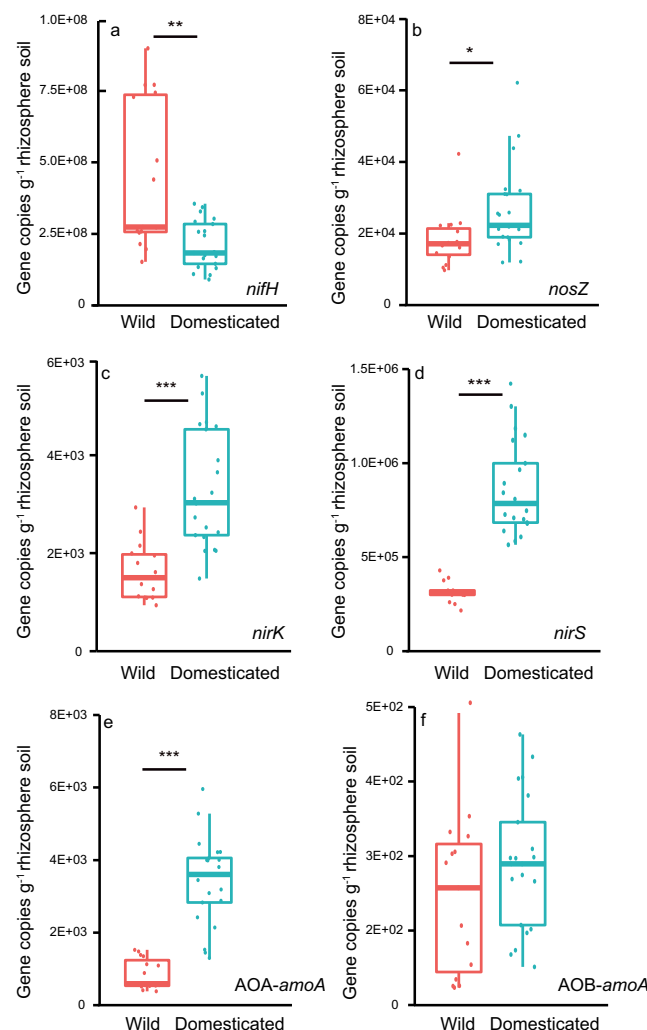 a
**
Gene copies g⁻¹ rhizosphere soil
1.0E+08
7.5E+08
5.0E+08
2.5E+08
0
nifH
Wild Domesticated
b
*
Gene copies g⁻¹ rhizosphere soil
8E+04
6E+04
4E+04
2E+04
0
nosZ
Wild Domesticated
c
***
Gene copies g⁻¹ rhizosphere soil
6E+03
4E+03
2E+03
0
nirK
Wild Domesticated
d
***
Gene copies g⁻¹ rhizosphere soil
1.5E+06
1.0E+06
5E+05
0
nirS
Wild Domesticated
e
***
Gene copies g⁻¹ rhizosphere soil
8E+03
6E+03
4E+03
2E+03
0
AOA-amoA
Wild Domesticated
f
Gene copies g⁻¹ rhizosphere soil
5E+02
4E+02
3E+02
2E+02
0
AOB-amoA
Wild Domesticated